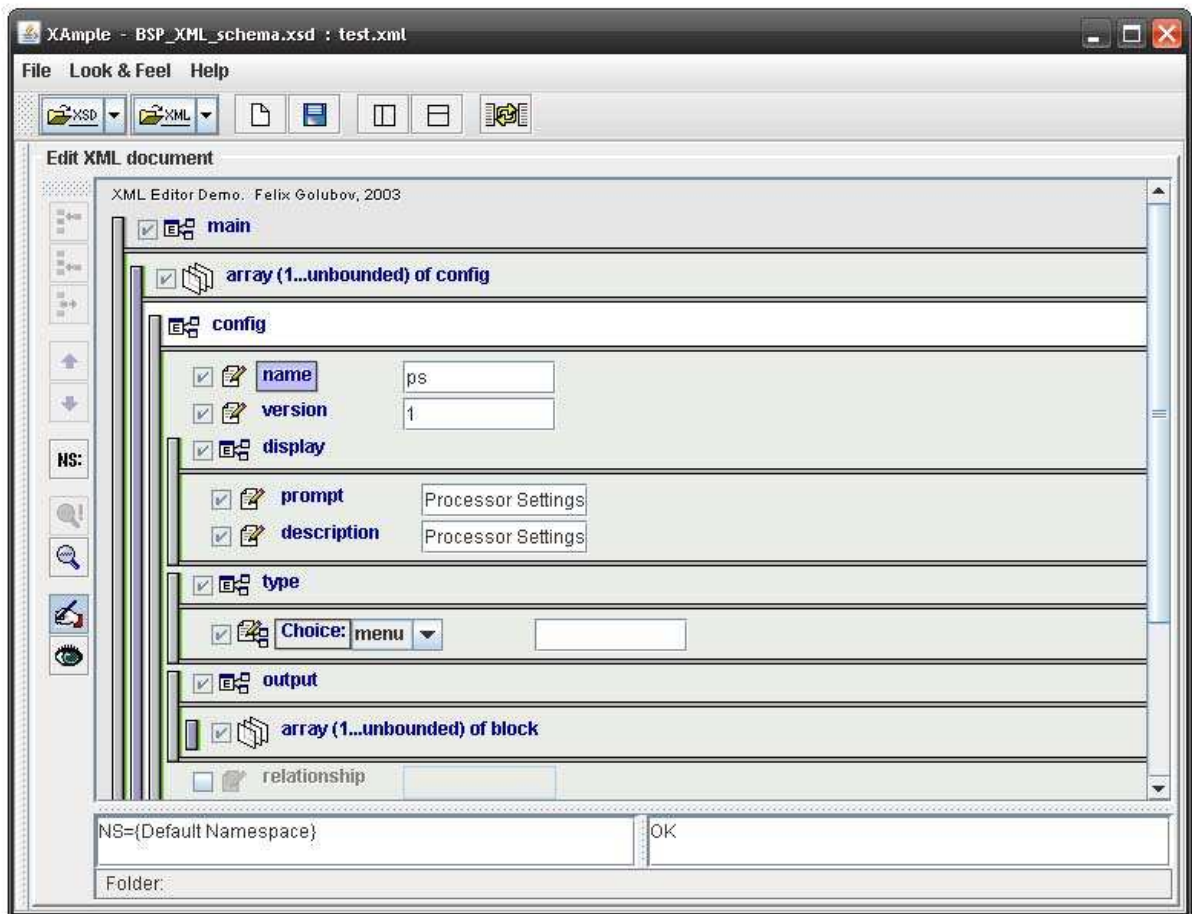 XAmple - BSP_XML_schema.xsd : test.xml
File Look & Feel Help
XSD XML
Edit XML document
XML Editor Demo. Felix Golubov, 2003
main
array (1...unbounded) of config
config
name ps
version 1
NS:
display
prompt Processor Settings
description Processor Settings
type
Choice: menu
output
array (1...unbounded) of block
relationship
NS={Default Namespace} OK
Folder: